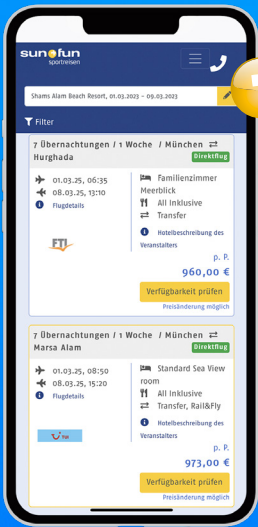 sun fun
sportreisen
Shams Alam Beach Resort, 01.03.2023 – 09.03.2023
Filter
7 Übernachtungen / 1 Woche / München ⇄
Hurghada
Direktflug
01.03.25, 06:35
08.03.25, 13:10
Flugdetails
FTI
Familienzimmer
Meerblick
All Inklusive
Transfer
Hotelbeschreibung des
Veranstalters
p. P.
960,00 €
Verfügbarkeit prüfen
Preisänderung möglich
7 Übernachtungen / 1 Woche / München ⇄
Marsa Alam
Direktflug
01.03.25, 08:50
08.03.25, 15:20
Flugdetails
TUI
Standard Sea View
room
All Inklusive
Transfer, Rail&Fly
Hotelbeschreibung des
Veranstalters
p. P.
973,00 €
Verfügbarkeit prüfen
Preisänderung möglich